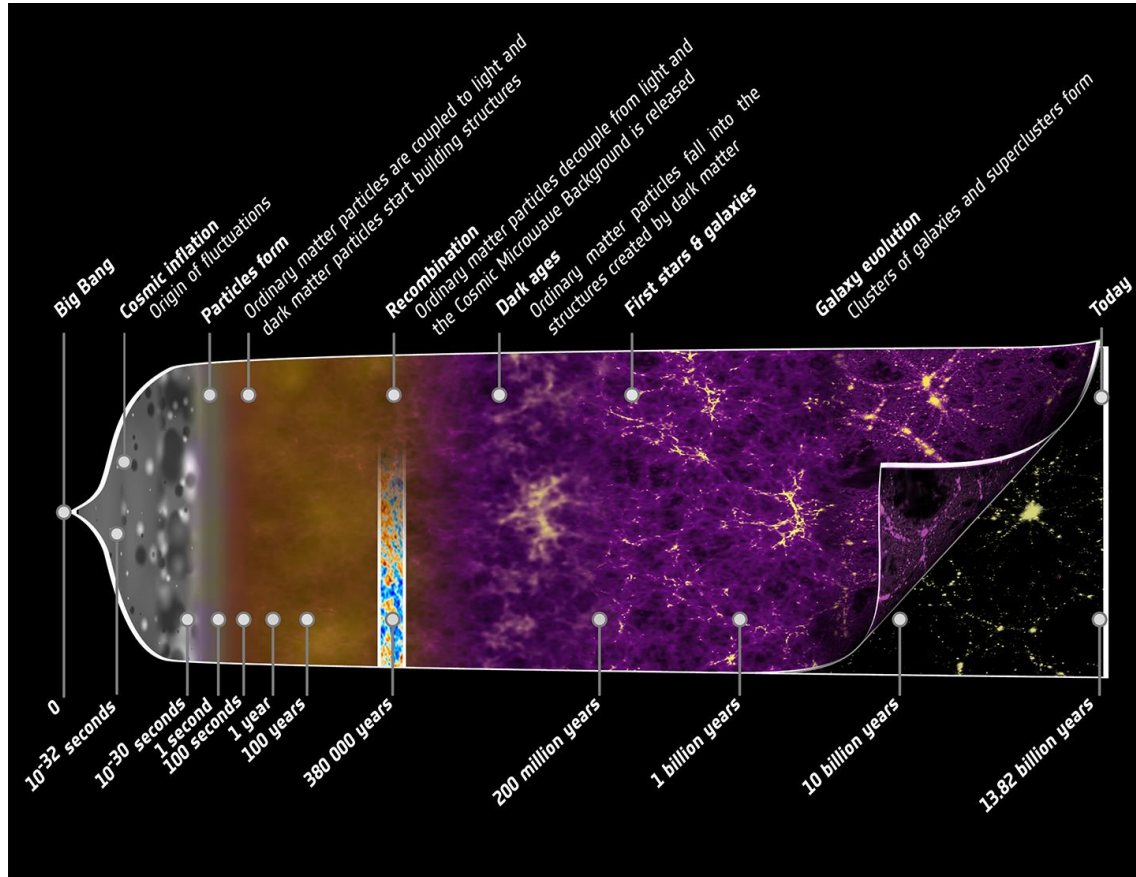 Big Bang
Cosmic inflation
Origin of fluctuations
Particles form
Ordinary matter particles are coupled to light and
dark matter particles start building structures
Recombination
Ordinary matter particles decouple from light and
the Cosmic Microwave Background is released
Dark ages
Ordinary matter particles fall into the
structures created by dark matter
First stars & galaxies
Galaxy evolution
Clusters of galaxies and superclusters form
Today
0
10-32 seconds
10-30 seconds
1 second
100 seconds
1 year
100 years
380 000 years
200 million years
1 billion years
10 billion years
13.82 billion years